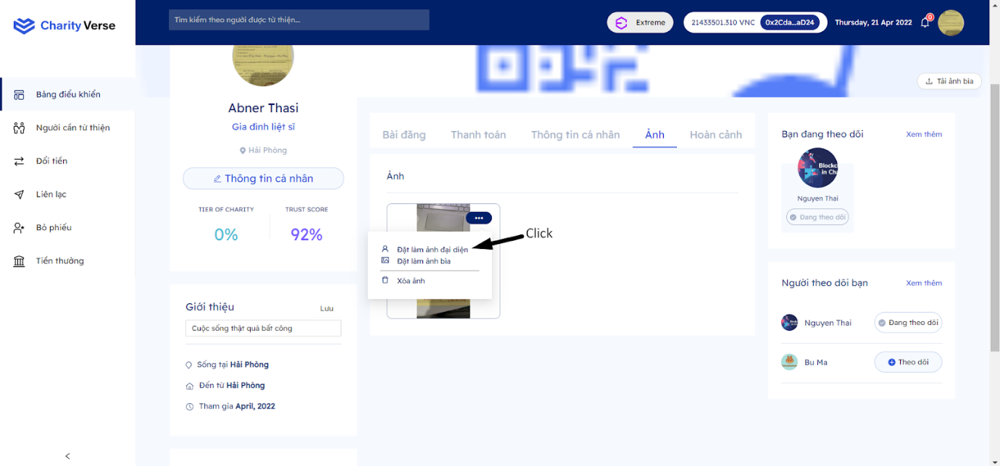 Charity Verse
Tìm kiếm theo người được từ thiện...
Extreme
21433501.310 VNC
0x2Cda...aD24
Thursday, 21 Apr 2022
0
Bảng điều khiển
Người cần từ thiện
Đổi tiền
Liên lạc
Bỏ phiếu
Tiền thưởng
Tải ảnh bìa
Abner Thasi
Gia đình liệt sĩ
Hải Phòng
Thông tin cá nhân
TIER OF CHARITY
TRUST SCORE
0%
92%
Giới thiệu
Lưu
Cuộc sống thật quá bất công
Sống tại Hải Phòng
Đến từ Hải Phòng
Tham gia April, 2022
Bài đăng
Thanh toán
Thông tin cá nhân
Ảnh
Hoàn cảnh
Ảnh
Click
Đặt làm ảnh đại diện
Đặt làm ảnh bìa
Xóa ảnh
Bạn đang theo dõi
Xem thêm
Blockc
in Cha
Nguyen Thai
Đang theo dõi
Người theo dõi bạn
Xem thêm
Nguyen Thai
Đang theo dõi
Bu Ma
Theo dõi